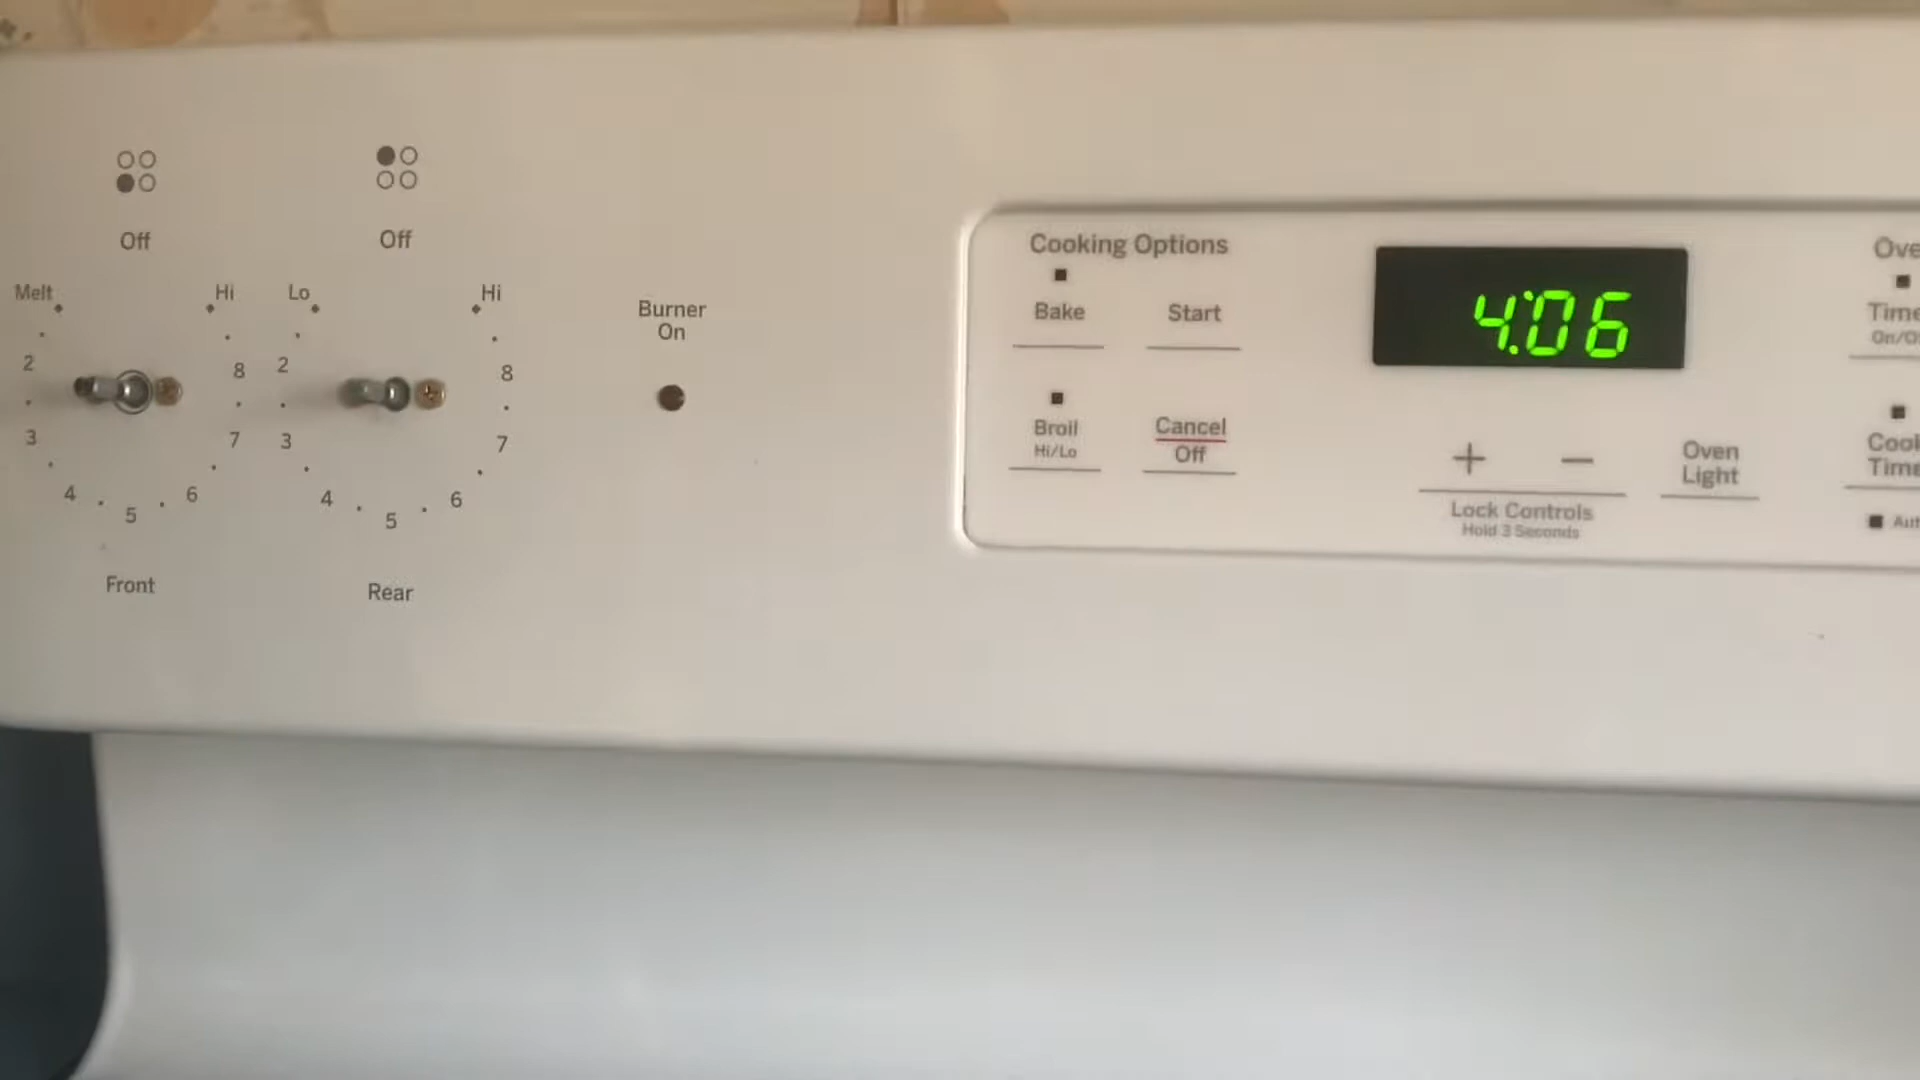 Off
Melt
Hi
2
8
3
7
4
6
5
Front
Off
Lo
Hi
2
8
3
7
4
6
5
Rear
Burner
On
Cooking Options
Bake
Start
Broil
Hi/Lo
Cancel
Off
4:06
+ −
Lock Controls
Hold 3 Seconds
Oven
Light
Time